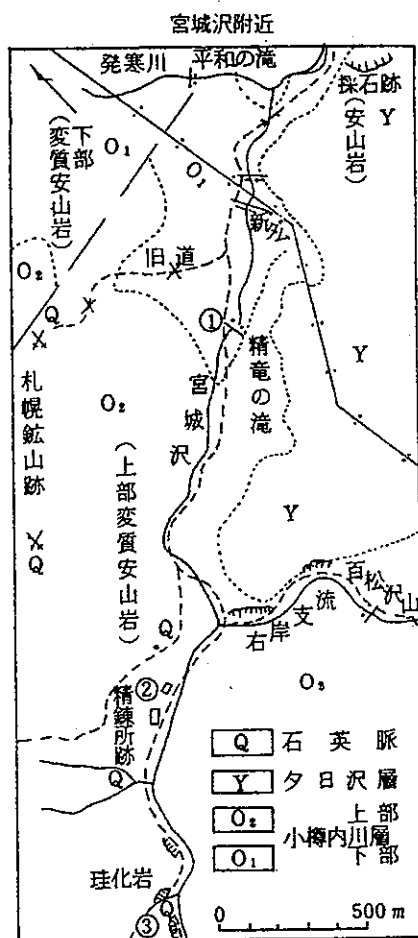 宮城沢附近
発寒川 平和の滝
採石跡
(安山岩)
Y
O₁
下部
(変質安山岩)
O₁
新ダム
旧道
O₂
Q
①
精竜の滝
Y
宮城沢
札幌鉱山跡
O₂
(上部変質安山岩)
Y
Q
百松沢山
右岸支流
Q
②
精錬所跡
O₂
Q
珪化岩
Q
③
Q 石英脈
Y 夕日沢層
O₂ 上部
小樽内川層
O₁ 下部
0 500m